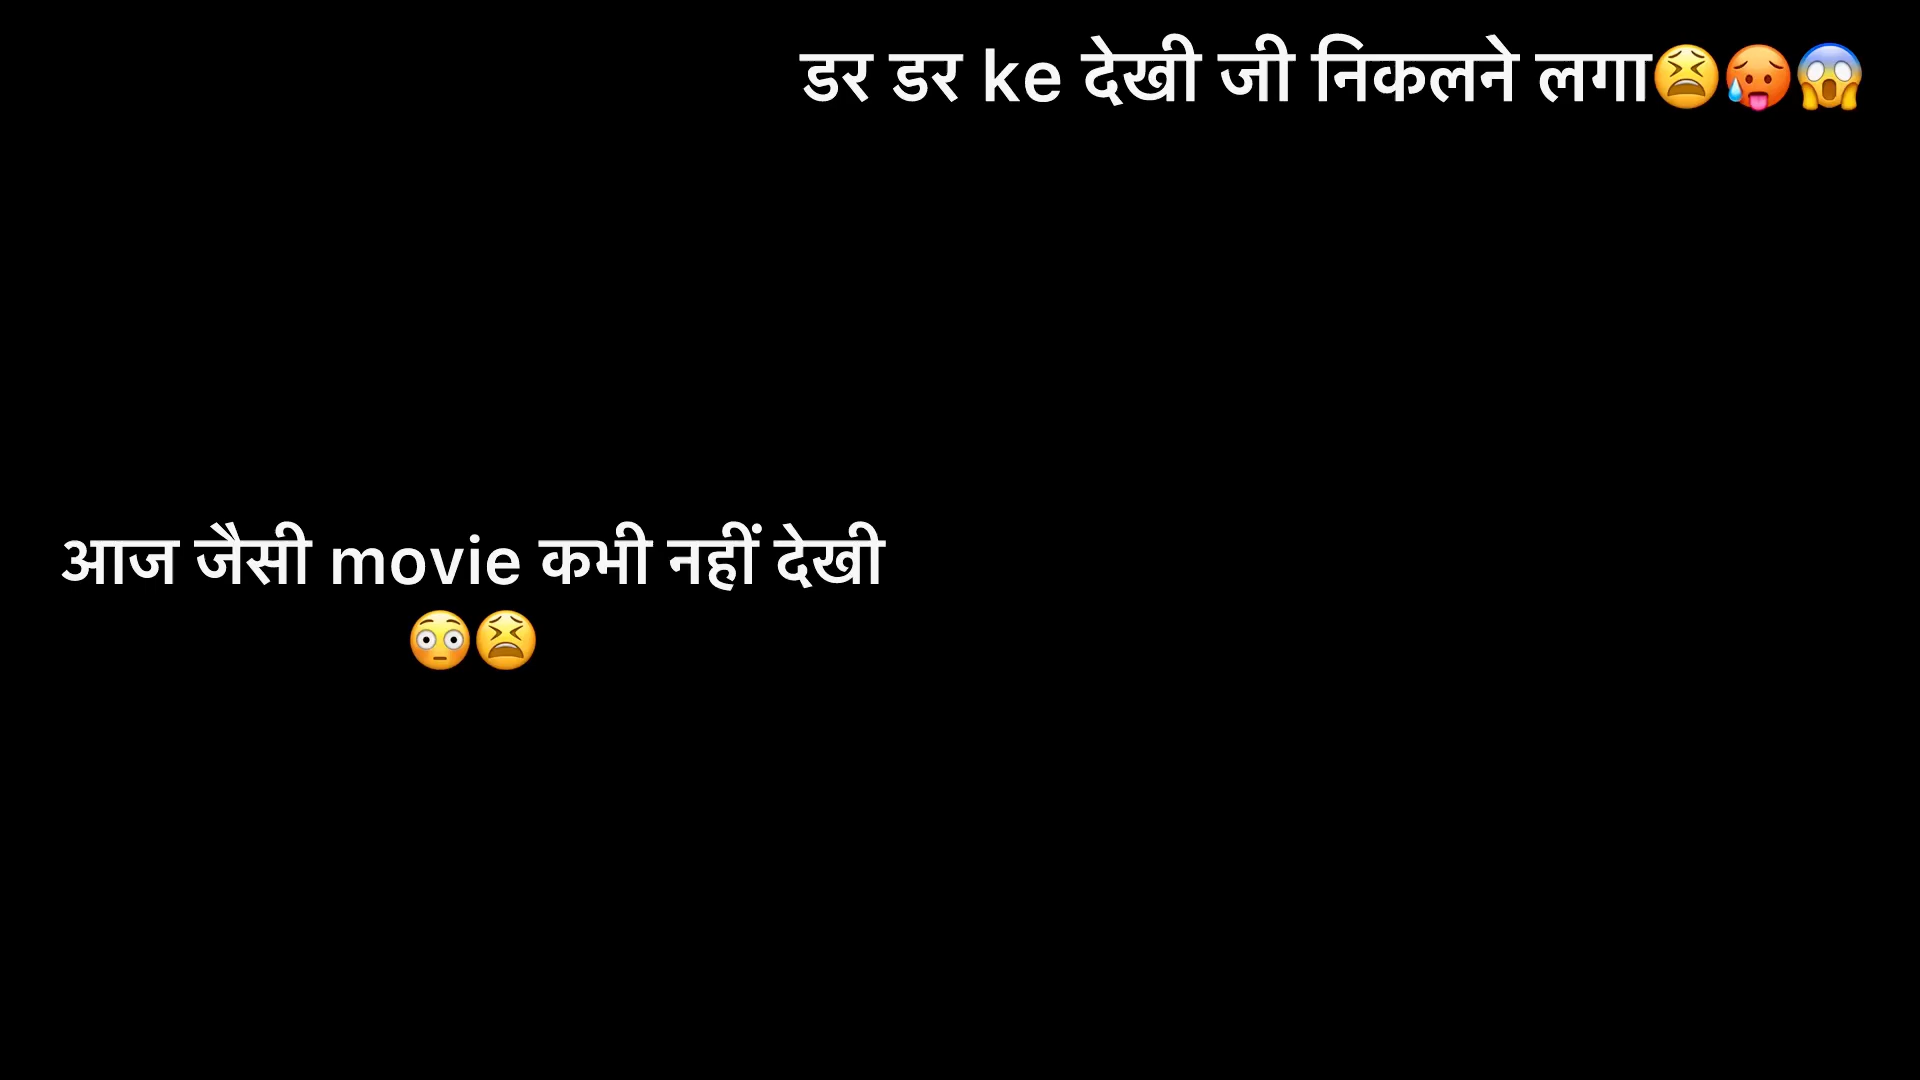 डर डर ke देखी जी निकलने लगा😫🥵😱
आज जैसी movie कभी नहीं देखी
😳😫